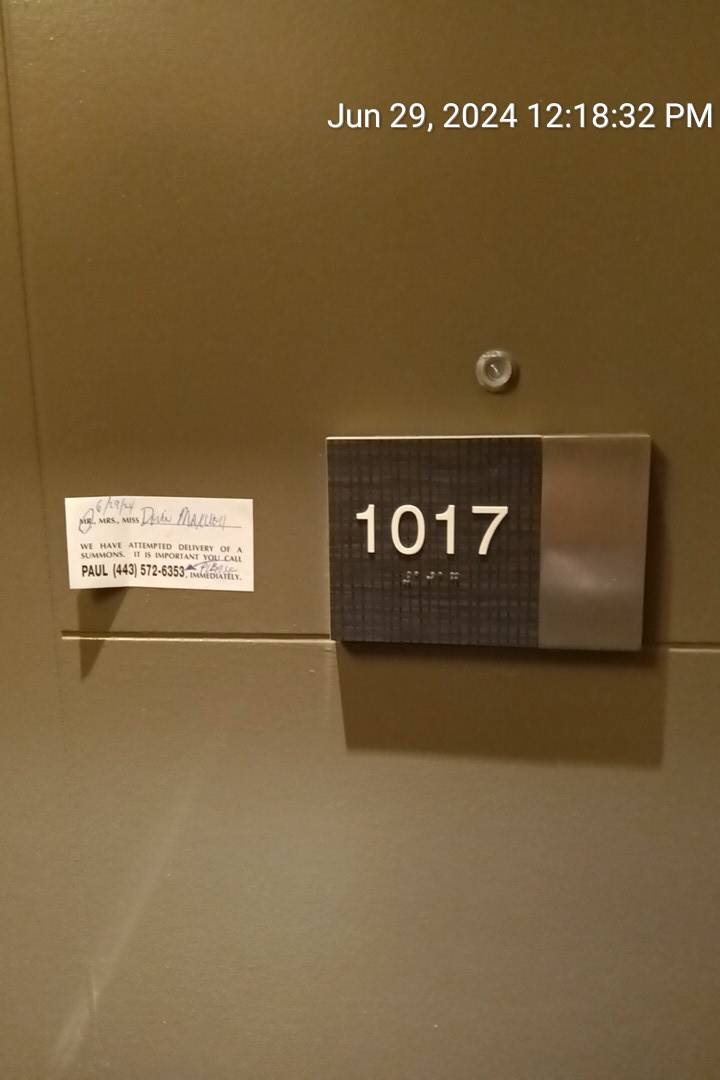 Jun 29, 2024 12:18:32 PM
1017
6/29/24
MR., MRS., MISS
WE HAVE ATTEMPTED DELIVERY OF A
SUMMONS. IT IS IMPORTANT YOU CALL
PAUL (443) 572-6353, IMMEDIATELY.